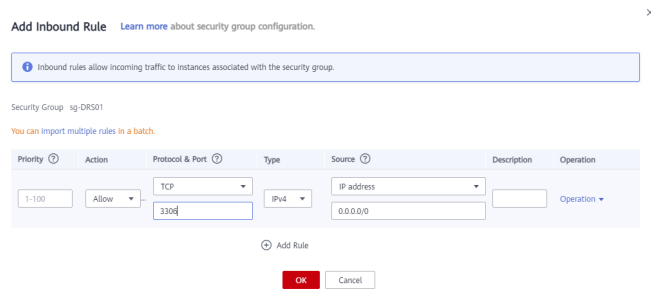 Add Inbound Rule Learn more about security group configuration.
Inbound rules allow incoming traffic to instances associated with the security group.
Security Group sg-DRS01
You can import multiple rules in a batch.
Priority Action Protocol & Port Type Source Description Operation
TCP IP address
1-100 Allow IPv4 Operation
3306 0.0.0.0/0
Add Rule
OK Cancel